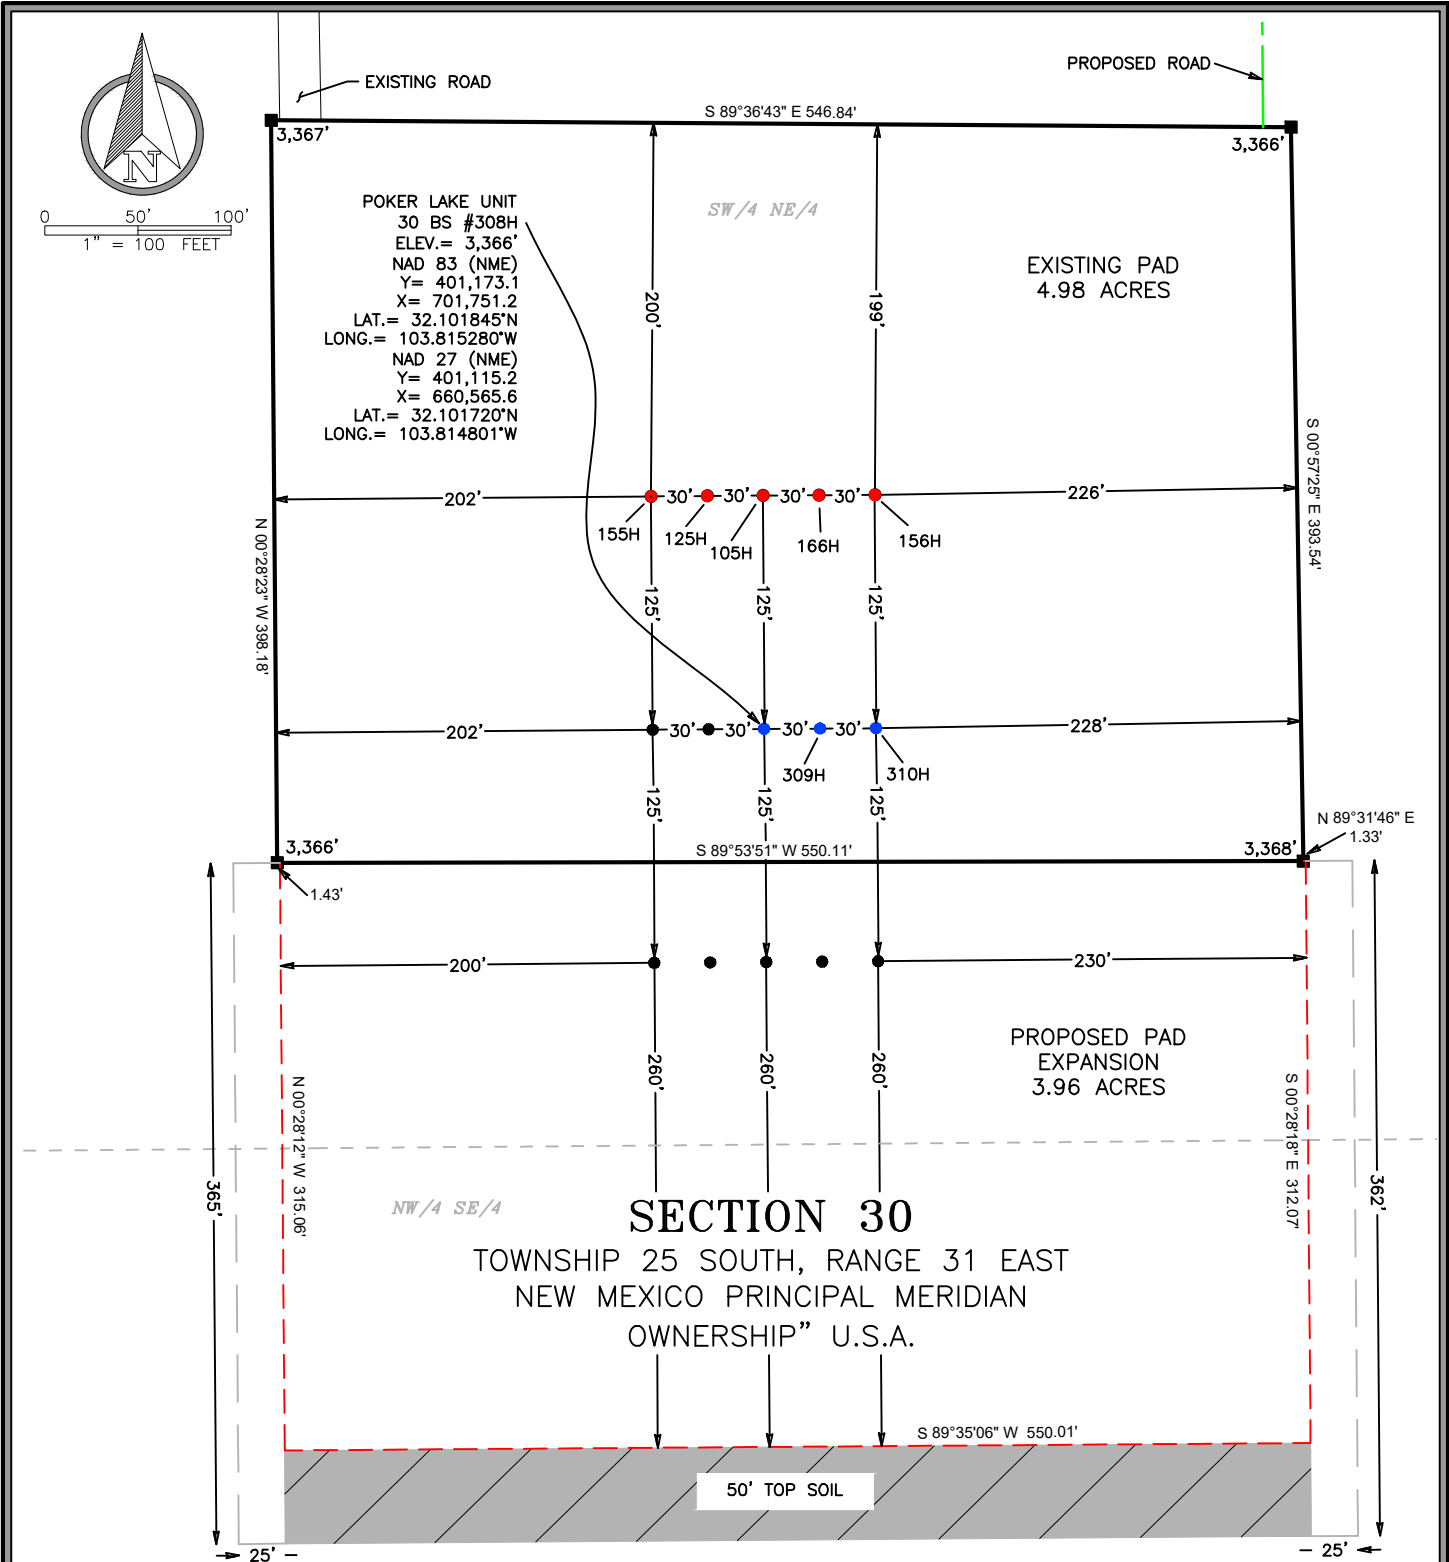 EXISTING ROAD
PROPOSED ROAD
S 89°36'43" E 546.84'
3,367'
3,366'
N
0 50' 100'
1" = 100 FEET
POKER LAKE UNIT
30 BS #308H
ELEV.= 3,366'
NAD 83 (NME)
Y= 401,173.1
X= 701,751.2
LAT.= 32.101845°N
LONG.= 103.815280°W
NAD 27 (NME)
Y= 401,115.2
X= 660,565.6
LAT.= 32.101720°N
LONG.= 103.814801°W
SW/4 NE/4
EXISTING PAD
4.98 ACRES
200'
199'
S 00°57'25" E 393.54'
202'
30'
30'
30'
30'
226'
155H
125H
105H
166H
156H
N 00°28'23" W 398.18'
125'
125'
125'
202'
30'
30'
30'
30'
228'
309H
310H
125'
125'
125'
N 89°31'46" E
1.33'
3,366'
S 89°53'51" W 550.11'
3,368'
1.43'
200'
230'
PROPOSED PAD
EXPANSION
3.96 ACRES
260'
260'
260'
N 00°28'12" W 315.06'
S 00°28'18" E 312.07'
365'
362'
NW/4 SE/4
SECTION 30
TOWNSHIP 25 SOUTH, RANGE 31 EAST
NEW MEXICO PRINCIPAL MERIDIAN
OWNERSHIP" U.S.A.
S 89°35'06" W 550.01'
50' TOP SOIL
25'
25'